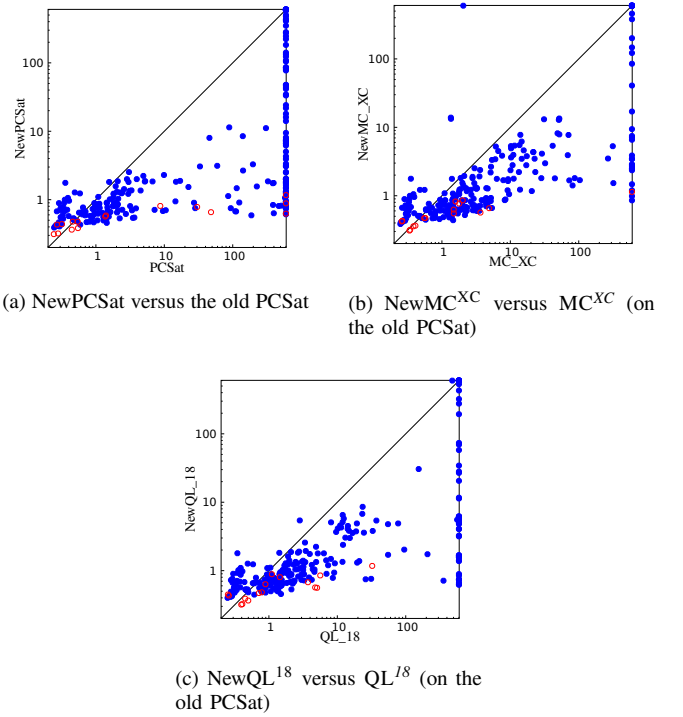 100
10
1
NewPCSat
1
10
100
PCSat
(a) NewPCSat versus the old PCSat
100
10
1
NewMC_XC
1
10
100
MC_XC
(b) NewMC^XC versus MC^XC (on
the old PCSat)
100
10
1
NewQL_18
1
10
100
QL_18
(c) NewQL^18 versus QL^18 (on the
old PCSat)